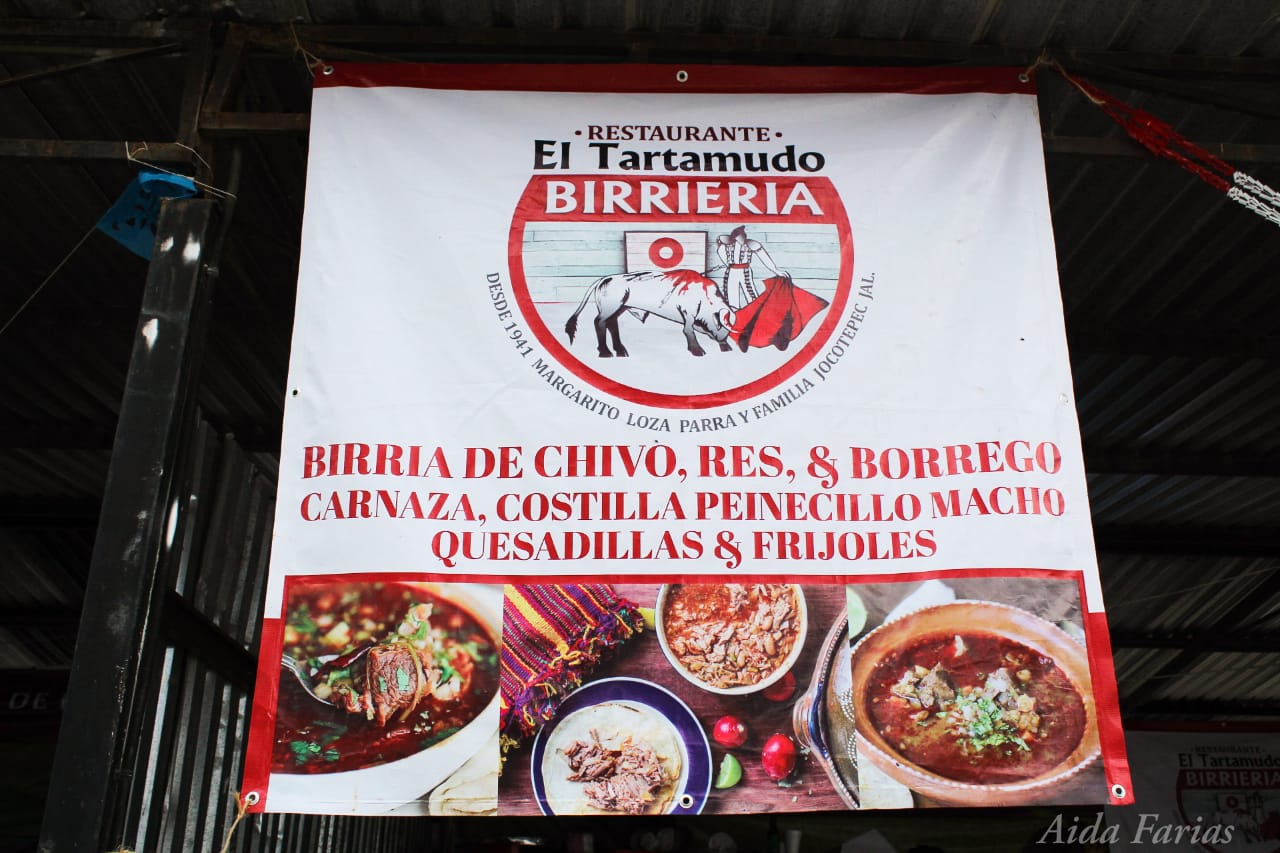 • RESTAURANTE •
El Tartamudo
BIRRIERIA
DESDE 1941 MARGARITO LOZA PARRA Y FAMILIA JOCOTEPEC JAL.
BIRRIA DE CHIVÒ, RES, & BORREGO
CARNAZA, COSTILLA PEINECILLO MACHO
QUESADILLAS & FRIJOLES
DE
• RESTAURANTE •
El Tartamudo
BIRRIERIA
Aida Farias